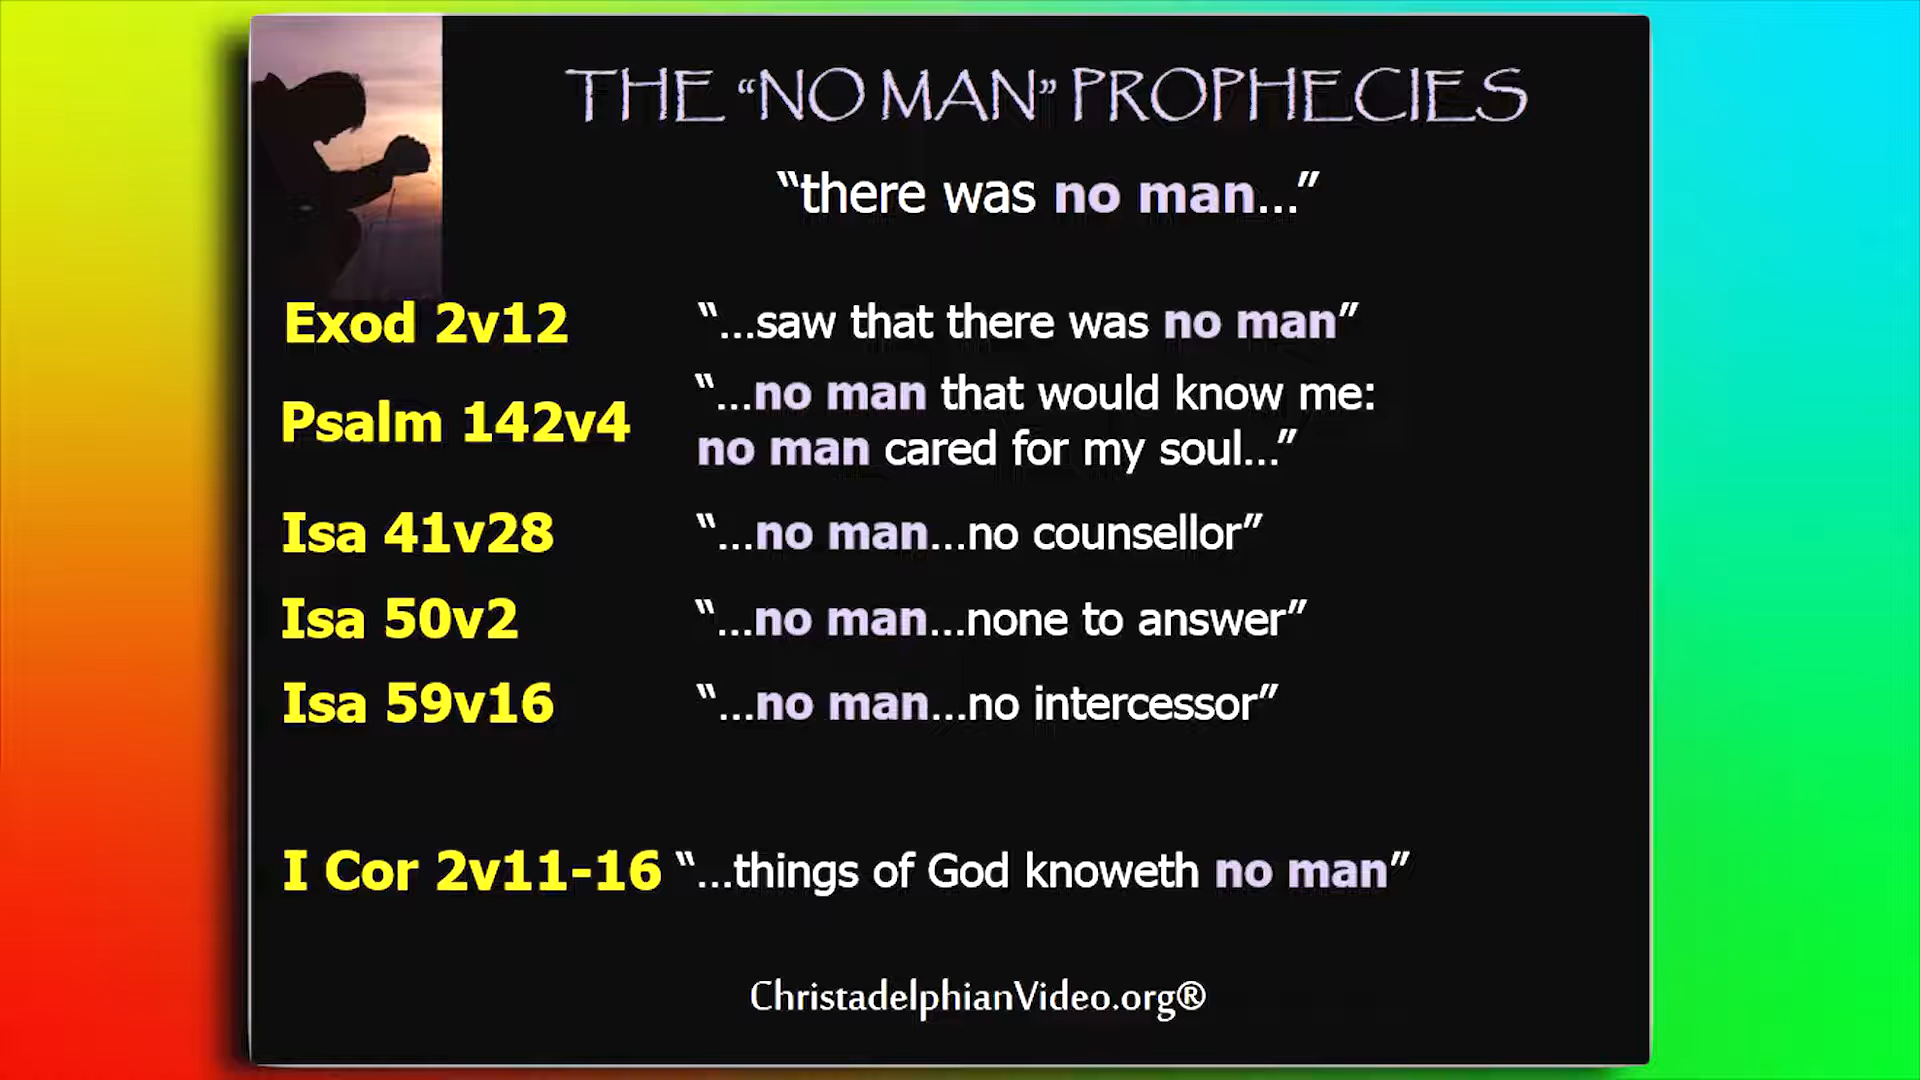 THE “NO MAN” PROPHECIES
“there was no man...”
Exod 2v12 “...saw that there was no man”
Psalm 142v4 “...no man that would know me:
no man cared for my soul...”
Isa 41v28 “...no man...no counsellor”
Isa 50v2 “...no man...none to answer”
Isa 59v16 “...no man...no intercessor”
I Cor 2v11-16 “...things of God knoweth no man”
ChristadelphianVideo.org®